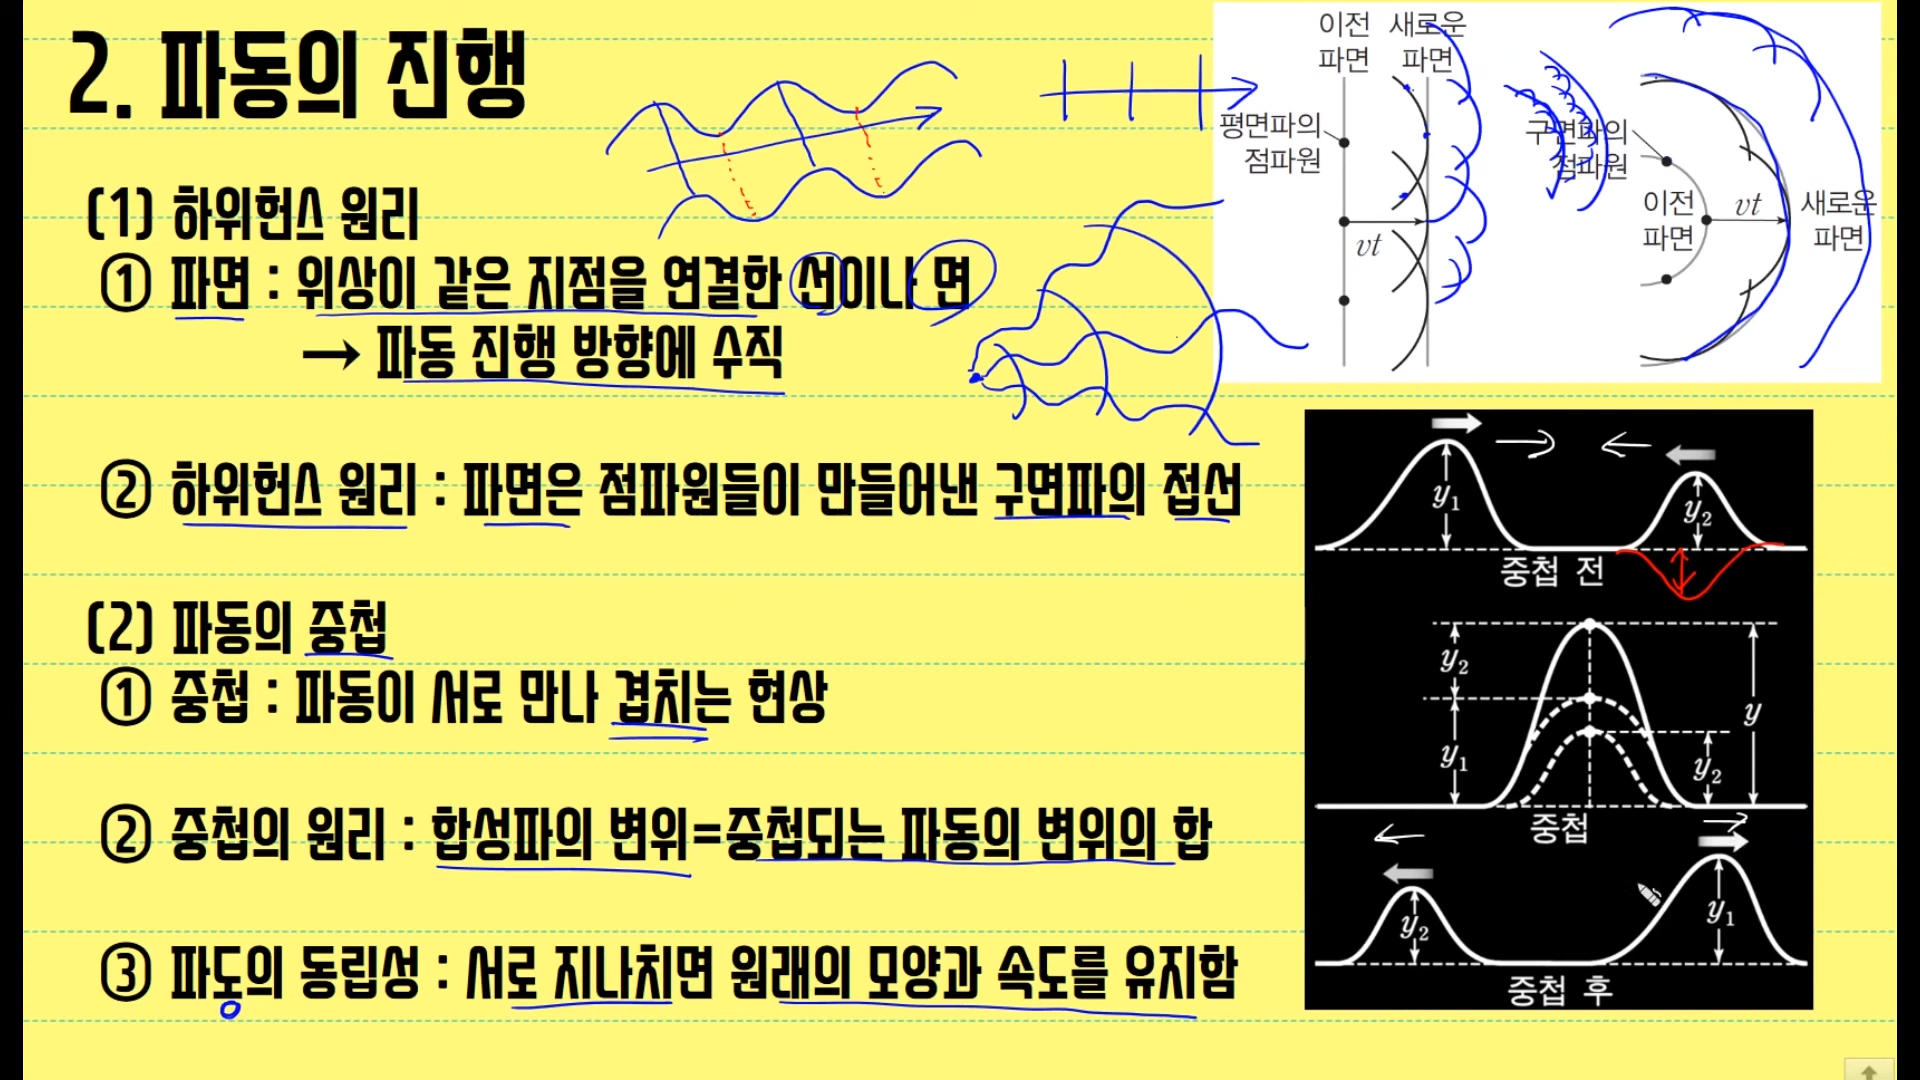 2. 파동의 진행
(1) 하위헌스 원리
① 파면 : 위상이 같은 지점을 연결한 선이나 면
→ 파동 진행 방향에 수직
② 하위헌스 원리 : 파면은 점파원들이 만들어낸 구면파의 접선
(2) 파동의 중첩
① 중첩 : 파동이 서로 만나 겹치는 현상
② 중첩의 원리 : 합성파의 변위=중첩되는 파동의 변위의 합
③ 파도의 동립성 : 서로 지나치면 원래의 모양과 속도를 유지함
이전 파면
새로운 파면
평면파의 점파원
vt
구면파의 점파원
이전 파면
vt
새로운 파면
y₁
y₂
중첩 전
y₂
y₁
y₂
y
중첩
y₂
y₁
중첩 후